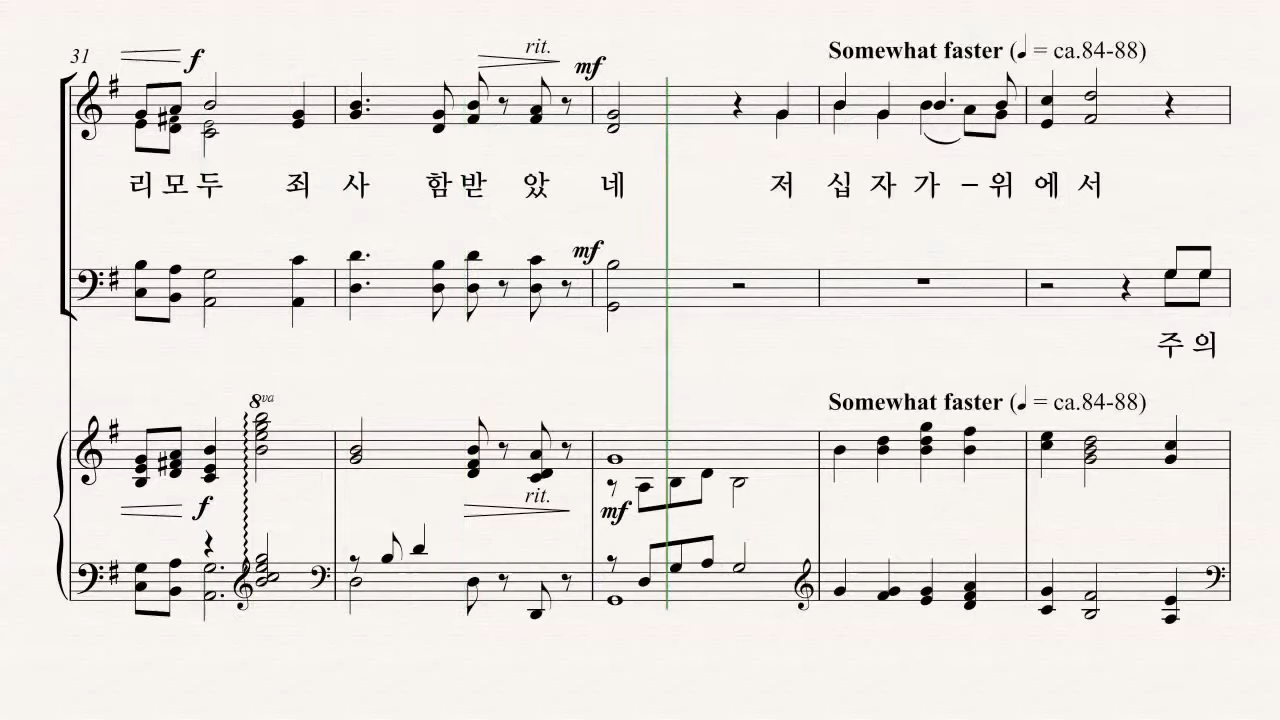 31
f
rit.
mf
Somewhat faster (♩ = ca.84-88)
리 모 두 죄 사 함 받 았 네 저 십 자 가 – 위 에 서
mf
주 의
8va
Somewhat faster (♩ = ca.84-88)
f
rit.
mf